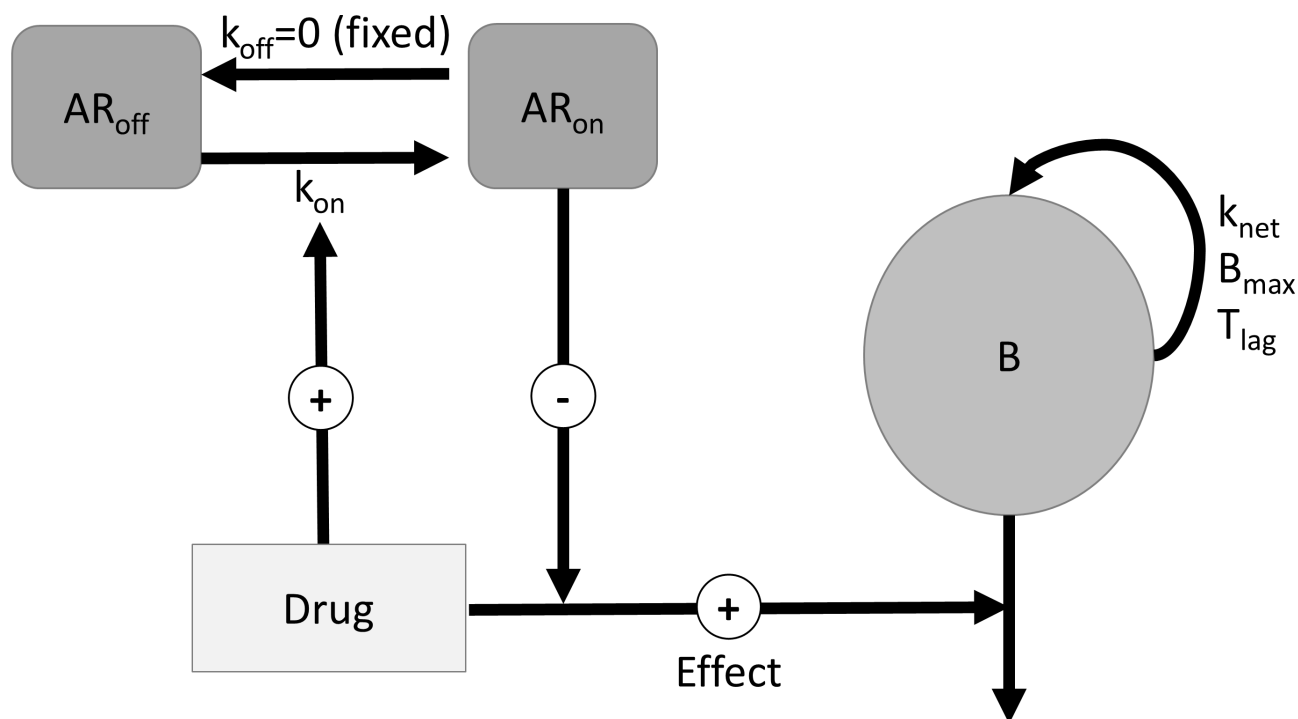 k_off=0 (fixed)
AR_off
AR_on
k_on
k_net
B_max
T_lag
B
+
-
Drug
+
Effect